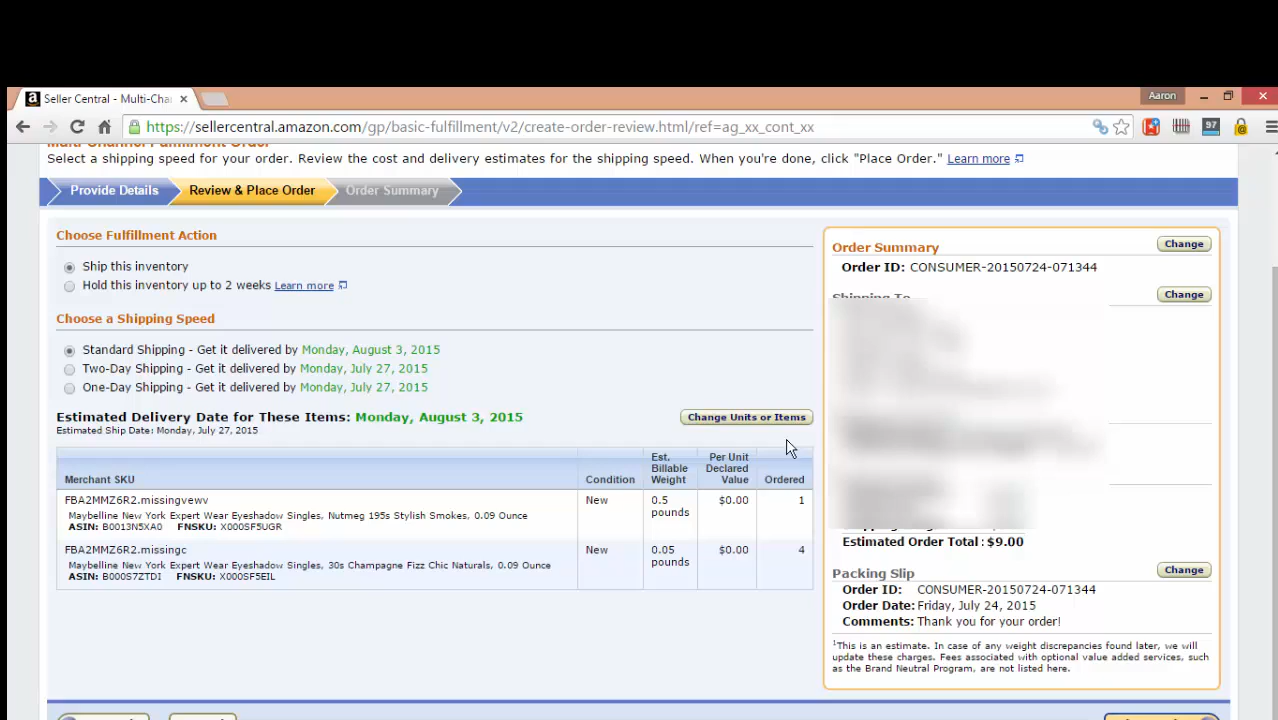 Seller Central - Multi-Cha
Aaron
https://sellercentral.amazon.com/gp/basic-fulfillment/v2/create-order-review.html/ref=ag_xx_cont_xx
97
Multi-Channel Fulfillment Order
Select a shipping speed for your order. Review the cost and delivery estimates for the shipping speed. When you're done, click "Place Order." Learn more
Provide Details
Review & Place Order
Order Summary
Choose Fulfillment Action
Ship this inventory
Hold this inventory up to 2 weeks Learn more
Choose a Shipping Speed
Standard Shipping - Get it delivered by Monday, August 3, 2015
Two-Day Shipping - Get it delivered by Monday, July 27, 2015
One-Day Shipping - Get it delivered by Monday, July 27, 2015
Estimated Delivery Date for These Items: Monday, August 3, 2015
Change Units or Items
Estimated Ship Date: Monday, July 27, 2015
Merchant SKU
Condition
Est. Billable Weight
Per Unit Declared Value
Ordered
FBA2MMZ6R2.missingvewv
New
0.5 pounds
$0.00
1
Maybelline New York Expert Wear Eyeshadow Singles, Nutmeg 195s Stylish Smokes, 0.09 Ounce
ASIN: B0013N5XA0 FNSKU: X000SF5UGR
FBA2MMZ6R2.missingc
New
0.05 pounds
$0.00
4
Maybelline New York Expert Wear Eyeshadow Singles, 30s Champagne Fizz Chic Naturals, 0.09 Ounce
ASIN: B000S7ZTDI FNSKU: X000SF5EIL
Order Summary
Change
Order ID: CONSUMER-20150724-071344
Shipping To
Change
Estimated Order Total : $9.00
Packing Slip
Change
Order ID: CONSUMER-20150724-071344
Order Date: Friday, July 24, 2015
Comments: Thank you for your order!
1This is an estimate. In case of any weight discrepancies found later, we will
update these charges. Fees associated with optional value added services, such
as the Brand Neutral Program, are not listed here.